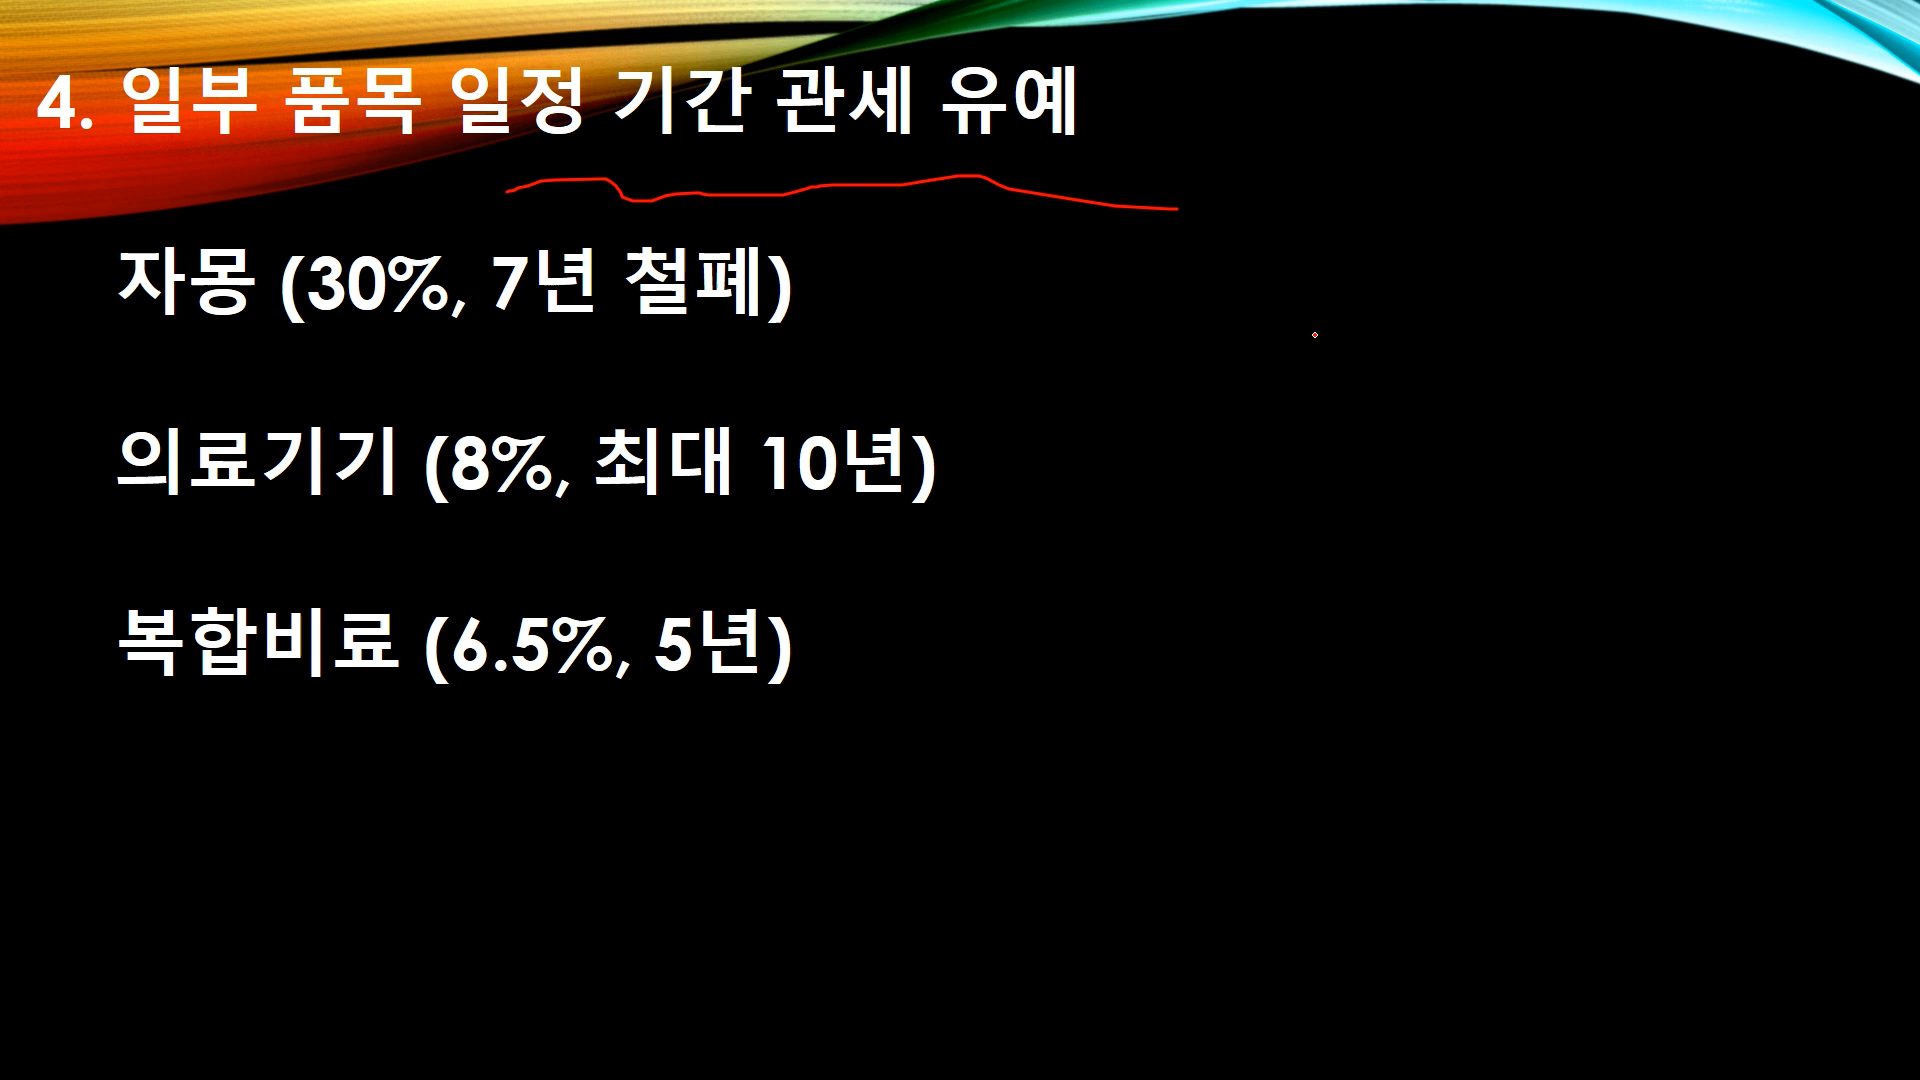 4. 일부 품목 일정 기간 관세 유예
자몽 (30%, 7년 철폐)
의료기기 (8%, 최대 10년)
복합비료 (6.5%, 5년)